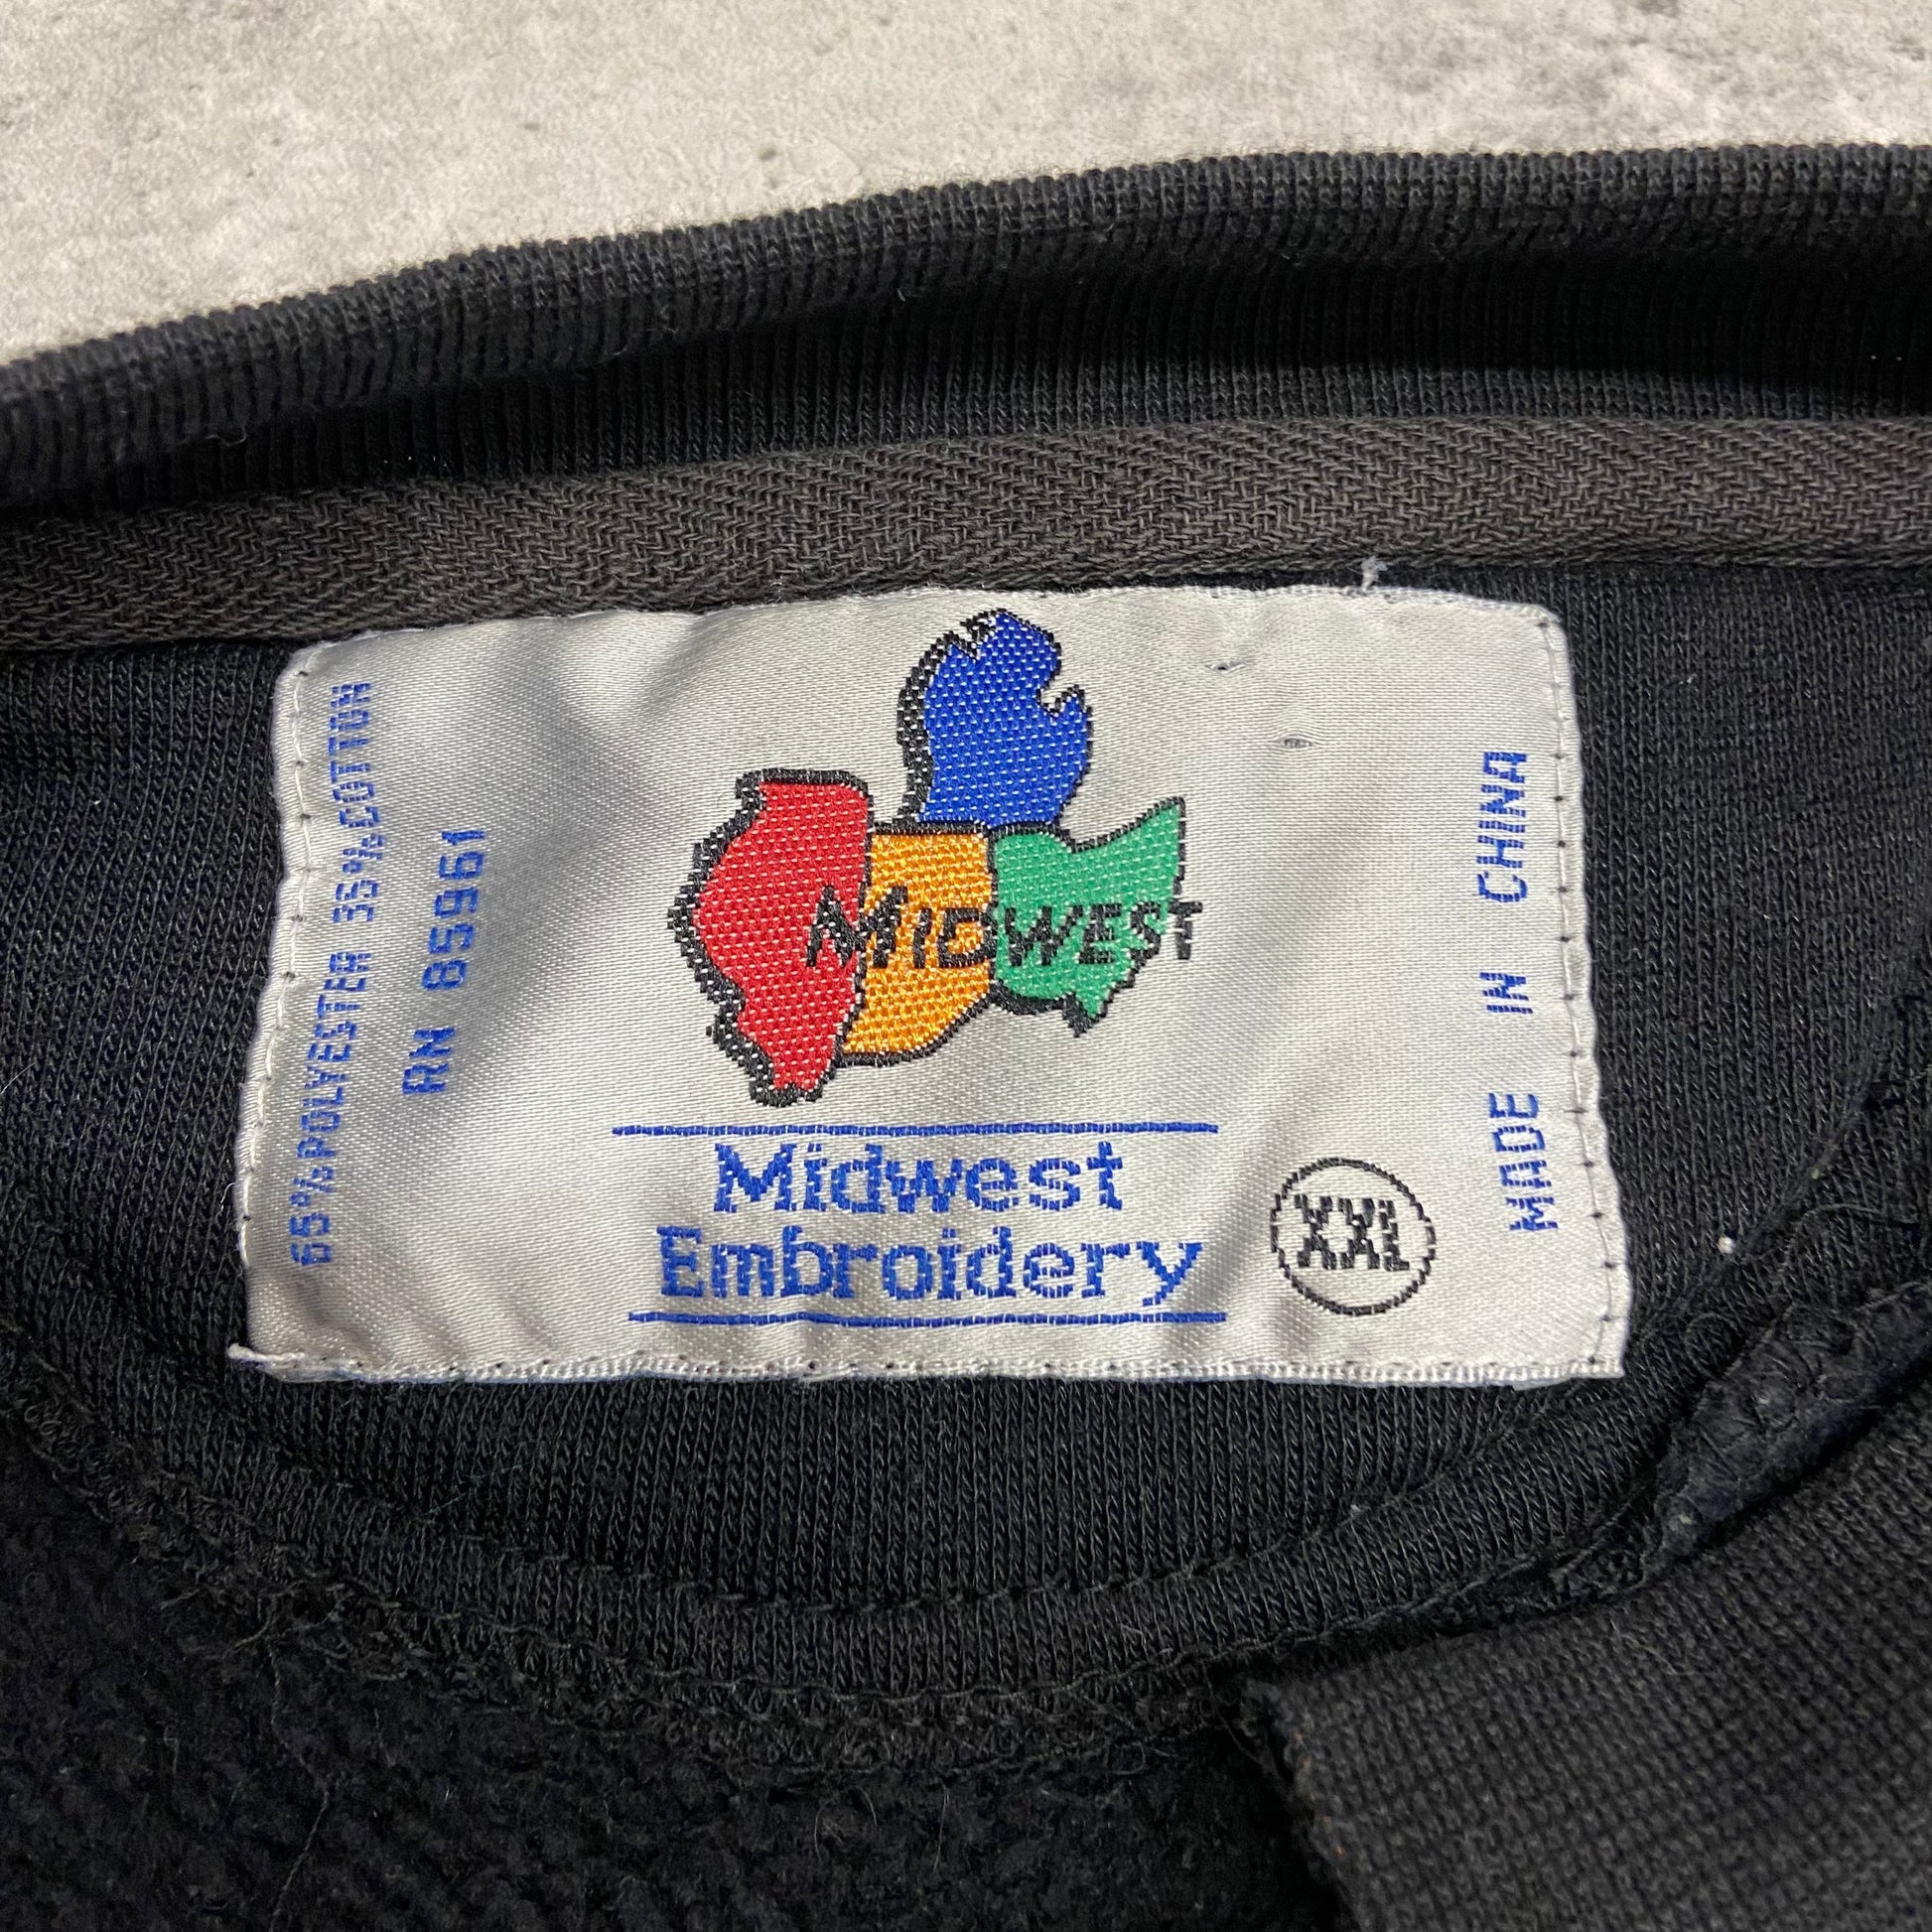 65%POLYESTER 35%COTTON
RN 85961
MIDWEST
Midwest
Embroidery
XXL
MADE IN CHINA